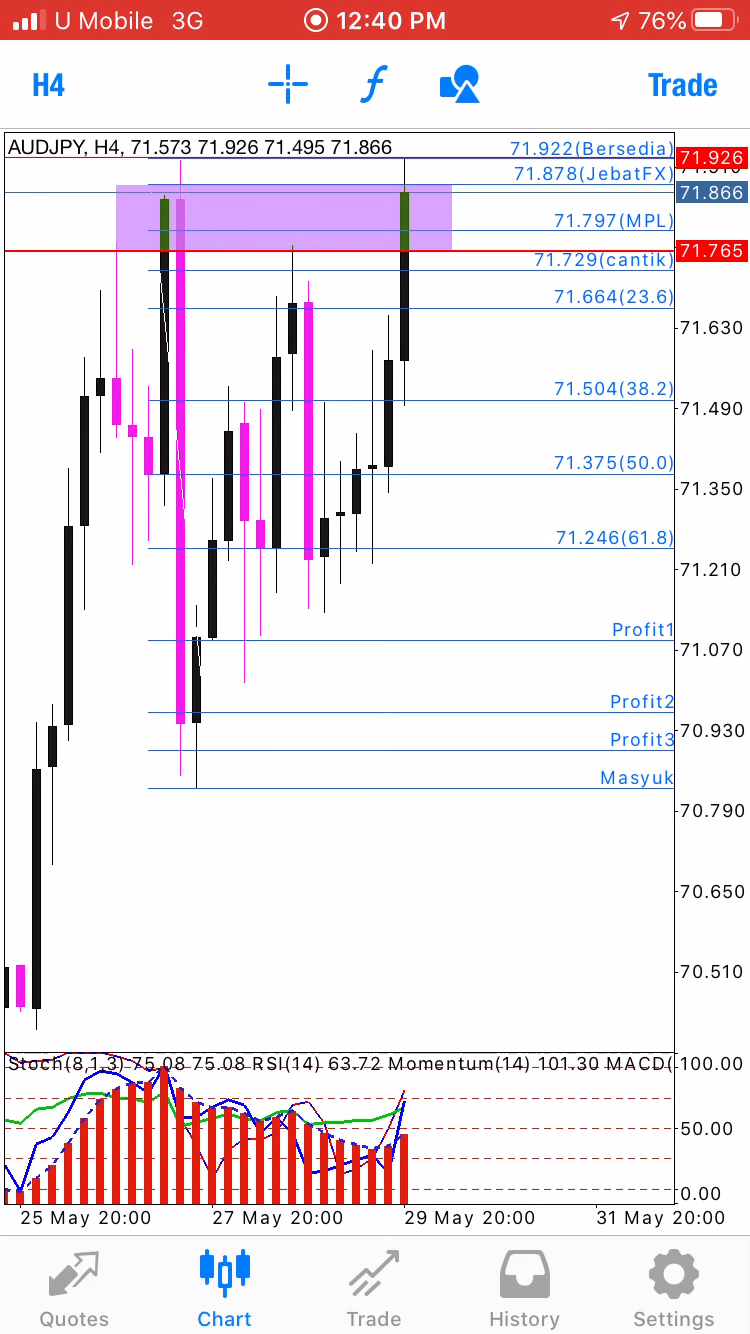 U Mobile 3G 12:40 PM 76%
H4 f Trade
AUDJPY, H4, 71.573 71.926 71.495 71.866
71.922(Bersedia)
71.926
71.878(JebatFX)
71.866
71.797(MPL)
71.765
71.729(cantik)
71.664(23.6)
71.630
71.504(38.2)
71.490
71.375(50.0)
71.350
71.246(61.8)
71.210
Profit1
71.070
Profit2
70.930
Profit3
Masyuk
70.790
70.650
70.510
Stoch(8,1,3) 75.08 75.08 RSI(14) 63.72 Momentum(14) 101.30 MACD(
100.00
50.00
0.00
25 May 20:00 27 May 20:00 29 May 20:00 31 May 20:00
Quotes Chart Trade History Settings